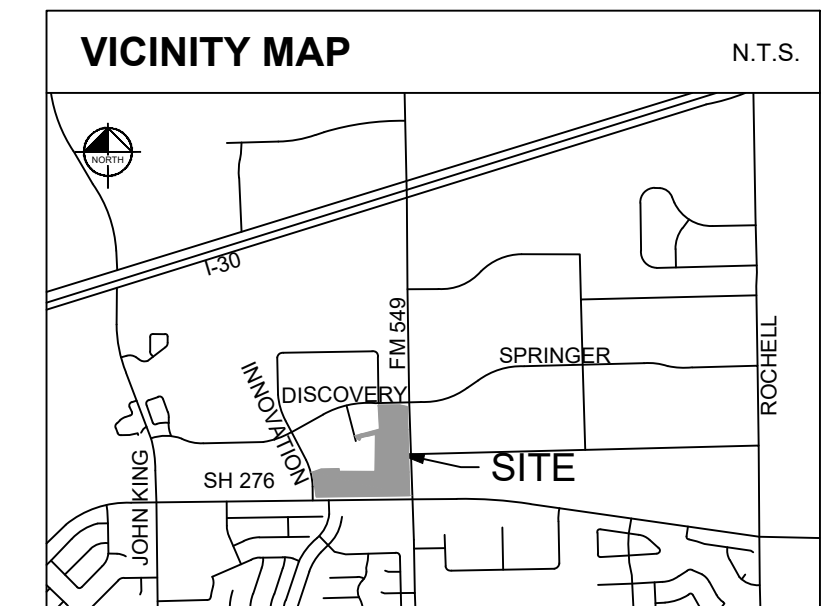 VICINITY MAP
N.T.S.
NORTH
I-30
FM 549
SPRINGER
ROCHELL
INNOVATION
DISCOVERY
SITE
SH 276
JOHN KING